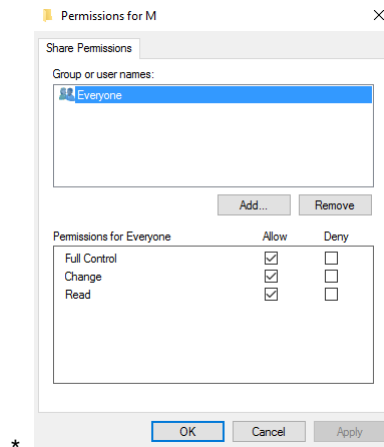 Permissions for M
Share Permissions
Group or user names:
Everyone
Add... Remove
Permissions for Everyone Allow Deny
Full Control
Change
Read
OK Cancel Apply
*